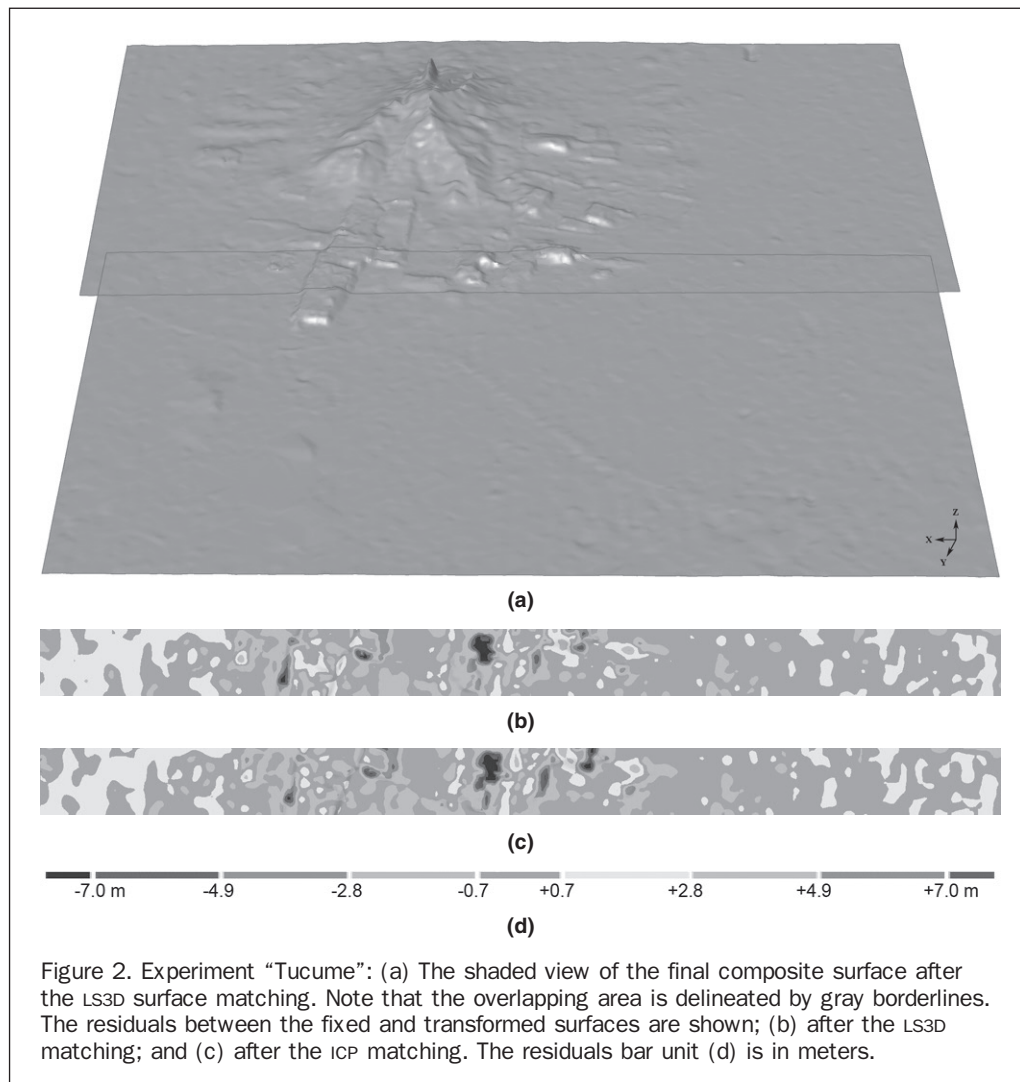 Z
X
Y
(a)
(b)
(c)
-7.0 m -4.9 -2.8 -0.7 +0.7 +2.8 +4.9 +7.0 m
(d)
Figure 2. Experiment “Tucume”: (a) The shaded view of the final composite surface after
the LS3D surface matching. Note that the overlapping area is delineated by gray borderlines.
The residuals between the fixed and transformed surfaces are shown; (b) after the LS3D
matching; and (c) after the ICP matching. The residuals bar unit (d) is in meters.